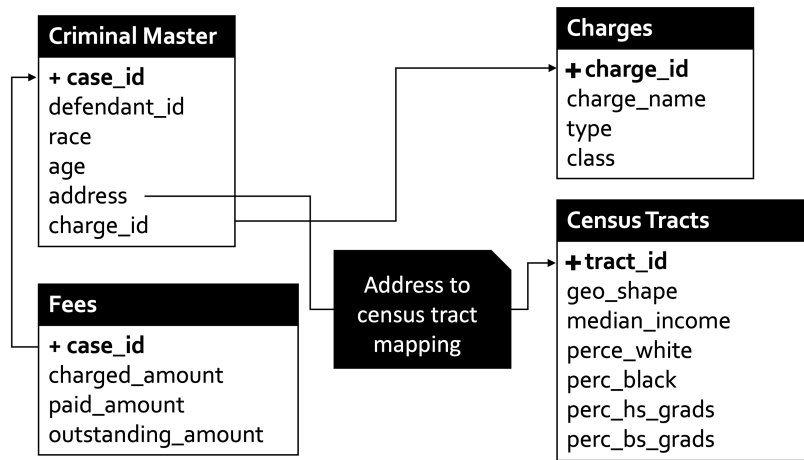 Criminal Master
+ case_id
defendant_id
race
age
address
charge_id
Fees
+ case_id
charged_amount
paid_amount
outstanding_amount
Address to
census tract
mapping
Charges
+ charge_id
charge_name
type
class
Census Tracts
+ tract_id
geo_shape
median_income
perce_white
perc_black
perc_hs_grads
perc_bs_grads